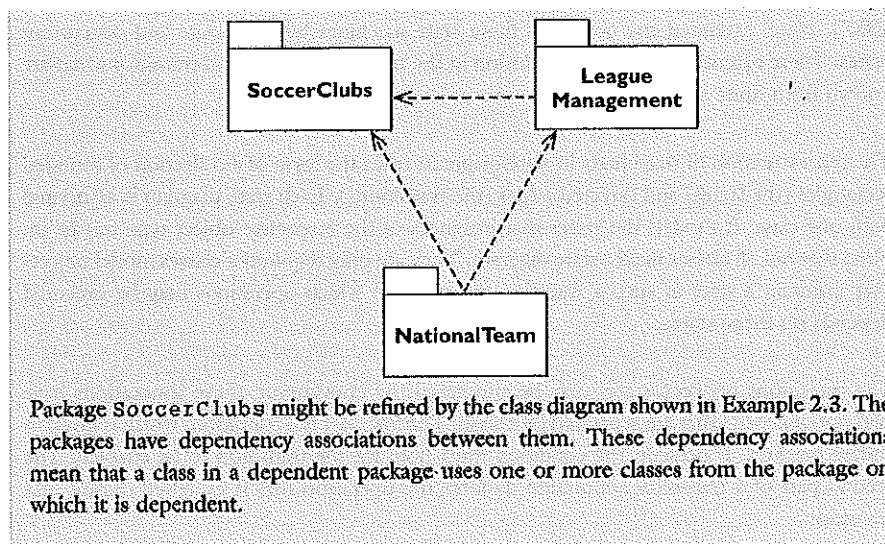 SoccerClubs
League
Management
NationalTeam
Package SoccerClubs might be refined by the class diagram shown in Example 2.3. The
packages have dependency associations between them. These dependency association
mean that a class in a dependent package uses one or more classes from the package on
which it is dependent.